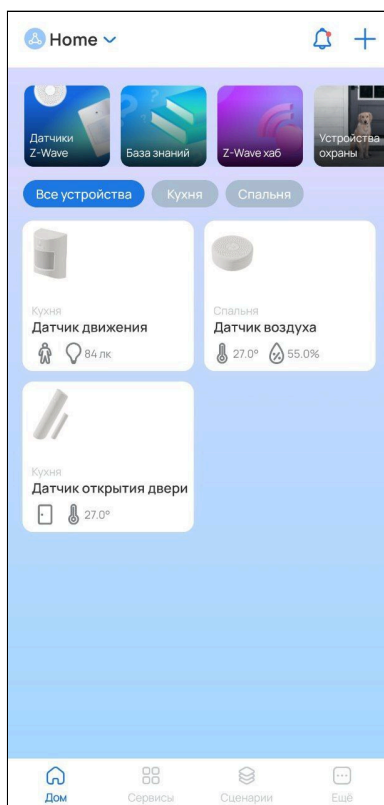 Home
Датчики
Z-Wave
База знаний
Z-Wave хаб
Устройства
охраны
Все устройства
Кухня
Спальня
Кухня
Датчик движения
84 лк
Спальня
Датчик воздуха
27.0°
55.0%
Кухня
Датчик открытия двери
27.0°
Дом
Сервисы
Сценарии
Ещё